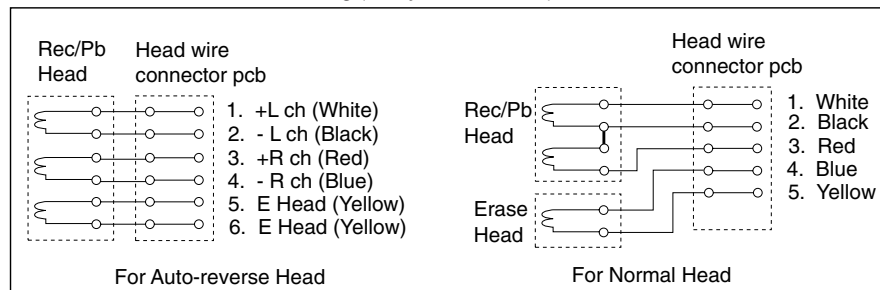 Rec/Pb
Head
Head wire
connector pcb
1. +L ch (White)
2. - L ch (Black)
3. +R ch (Red)
4. - R ch (Blue)
5. E Head (Yellow)
6. E Head (Yellow)
For Auto-reverse Head
Head wire
connector pcb
Rec/Pb
Head
1. White
2. Black
3. Red
4. Blue
5. Yellow
Erase
Head
For Normal Head